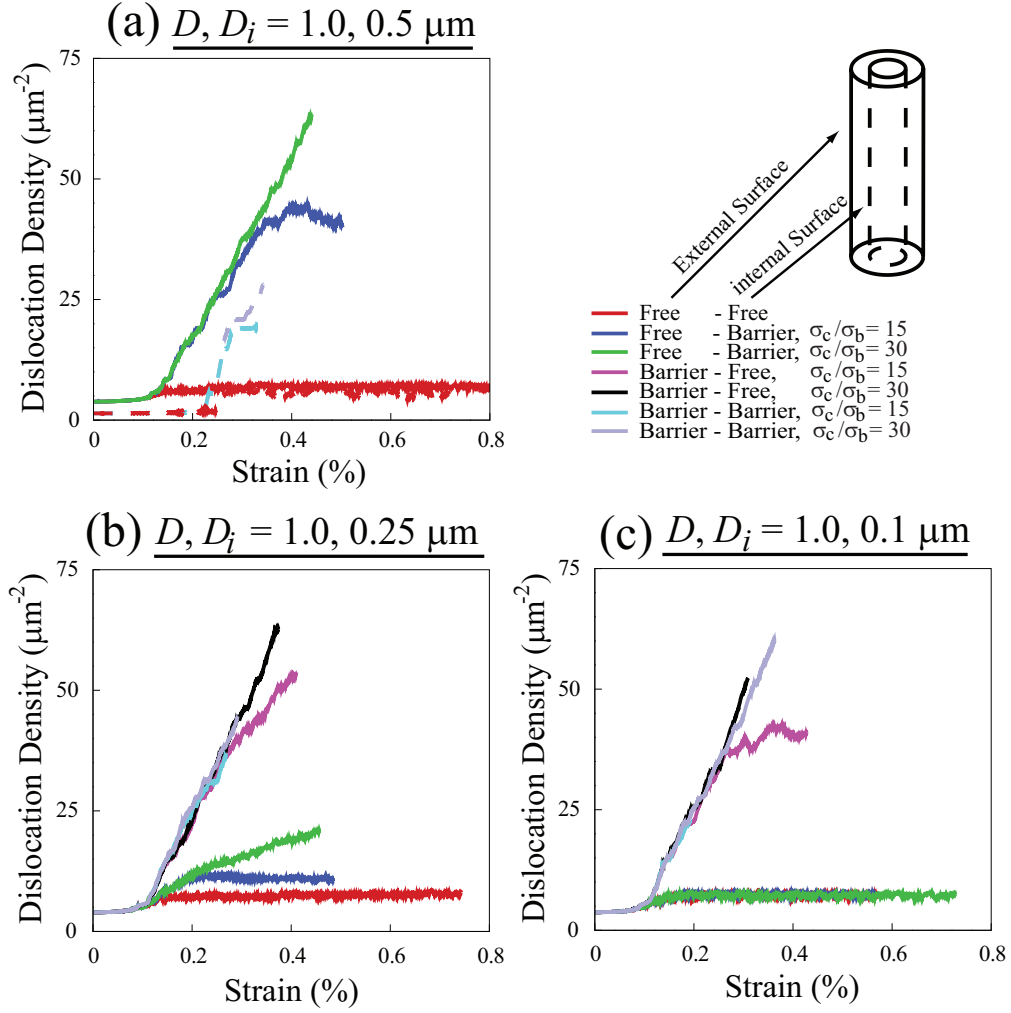 (a) D, Di = 1.0, 0.5 μm
Dislocation Density (μm⁻²)
75
50
25
0
0 0.2 0.4 0.6 0.8
Strain (%)
External Surface
internal Surface
Free - Free
Free - Barrier, σc/σb = 15
Free - Barrier, σc/σb = 30
Barrier - Free, σc/σb = 15
Barrier - Free, σc/σb = 30
Barrier - Barrier, σc/σb = 15
Barrier - Barrier, σc/σb = 30
(b) D, Di = 1.0, 0.25 μm
Dislocation Density (μm⁻²)
75
50
25
0
0 0.2 0.4 0.6 0.8
Strain (%)
(c) D, Di = 1.0, 0.1 μm
Dislocation Density (μm⁻²)
75
50
25
0
0 0.2 0.4 0.6 0.8
Strain (%)